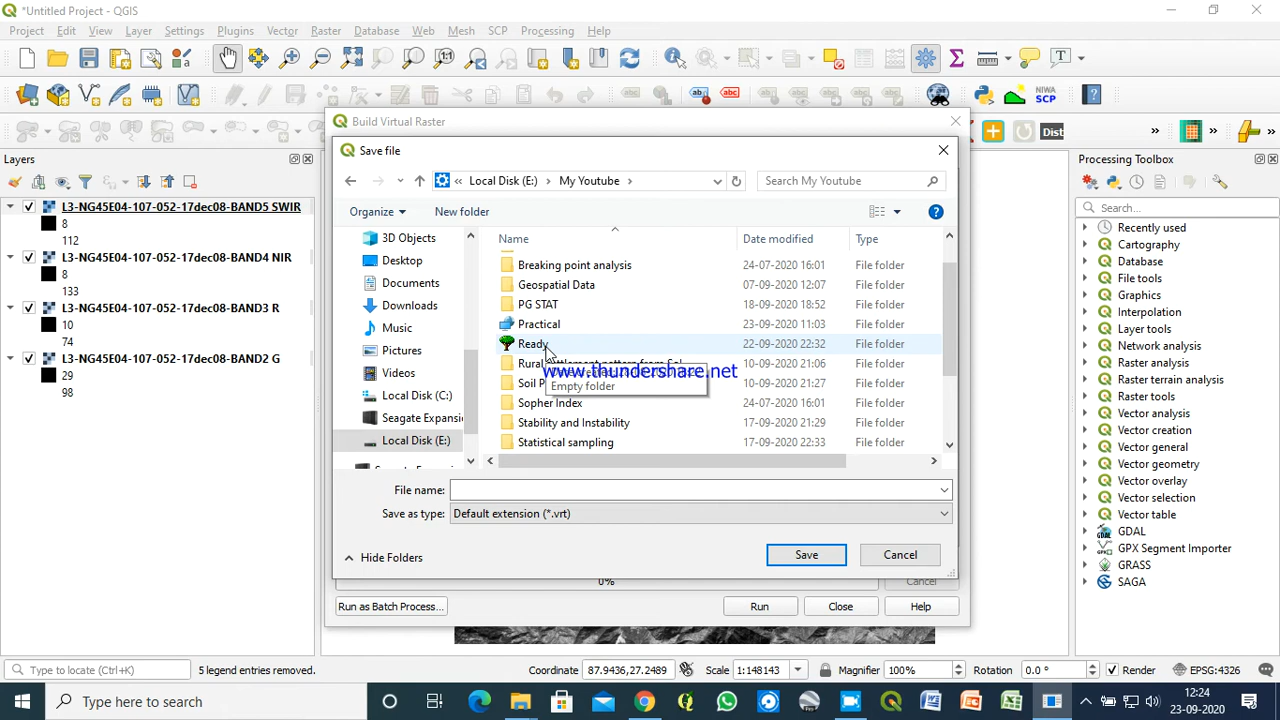 *Untitled Project - QGIS
Project Edit View Layer Settings Plugins Vector Raster Database Web Mesh SCP Processing Help
NIWA
SCP
Dist
Layers
L3-NG45E04-107-052-17dec08-BAND5 SWIR
8
112
L3-NG45E04-107-052-17dec08-BAND4 NIR
8
133
L3-NG45E04-107-052-17dec08-BAND3 R
10
74
L3-NG45E04-107-052-17dec08-BAND2 G
29
98
Build Virtual Raster
Save file
« Local Disk (E:) > My Youtube >
Search My Youtube
Organize
New folder
3D Objects
Desktop
Documents
Downloads
Music
Pictures
Videos
Local Disk (C:)
Seagate Expansi
Local Disk (E:)
Name Date modified Type
Breaking point analysis 24-07-2020 16:01 File folder
Geospatial Data 07-09-2020 12:07 File folder
PG STAT 18-09-2020 18:52 File folder
Practical 23-09-2020 11:03 File folder
Ready 22-09-2020 22:32 File folder
Rural 10-09-2020 21:06 File folder
Soil P 10-09-2020 21:27 File folder
Sopher Index 24-07-2020 16:01 File folder
Stability and Instability 17-09-2020 21:29 File folder
Statistical sampling 17-09-2020 22:33 File folder
www.thundershare.net
Empty folder
File name:
Save as type: Default extension (*.vrt)
Hide Folders
Save
Cancel
0%
Cancel
Run as Batch Process...
Run
Close
Help
Processing Toolbox
Search...
Recently used
Cartography
Database
File tools
Graphics
Interpolation
Layer tools
Network analysis
Raster analysis
Raster terrain analysis
Raster tools
Vector analysis
Vector creation
Vector general
Vector geometry
Vector overlay
Vector selection
Vector table
GDAL
GPX Segment Importer
GRASS
SAGA
Type to locate (Ctrl+K)
5 legend entries removed.
Coordinate 87.9436,27.2489
Scale 1:148143
Magnifier 100%
Rotation 0.0 °
Render
EPSG:4326
Type here to search
12:24
23-09-2020